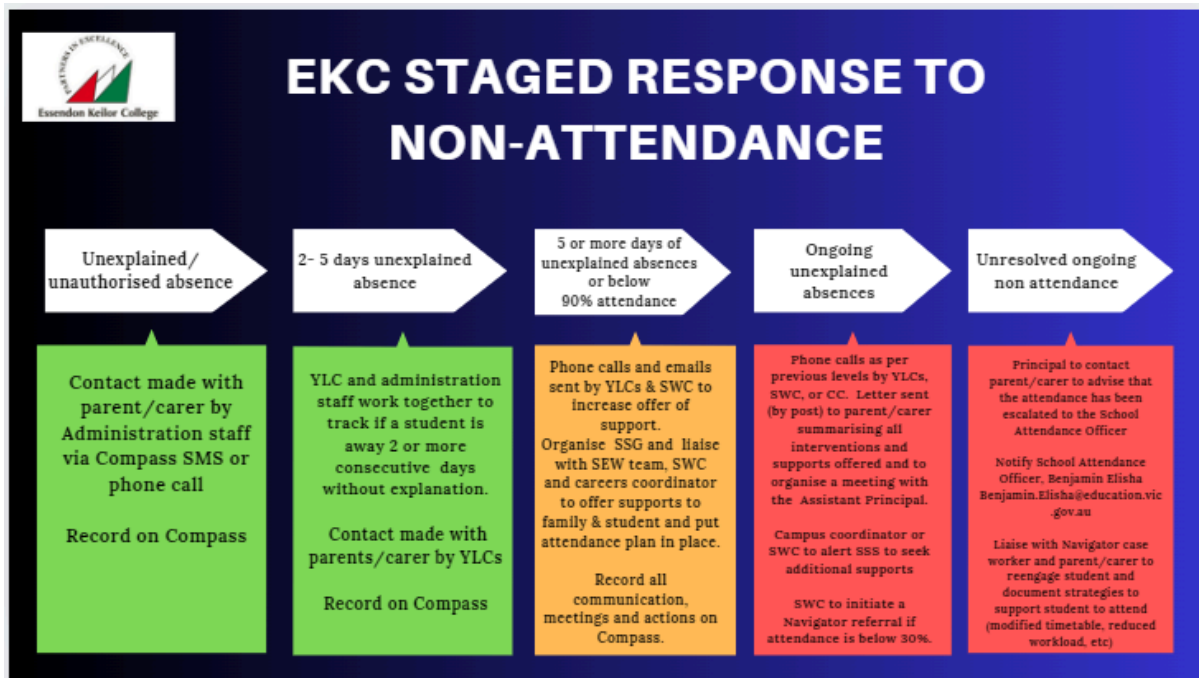 PARTNERS IN EXCELLENCE
Essendon Keilor College
EKC STAGED RESPONSE TO
NON-ATTENDANCE
Unexplained/
unauthorised absence
2- 5 days unexplained
absence
5 or more days of
unexplained absences
or below
90% attendance
Ongoing
unexplained
absences
Unresolved ongoing
non attendance
Contact made with
parent/carer by
Administration staff
via Compass SMS or
phone call
Record on Compass
YLC and administration
staff work together to
track if a student is
away 2 or more
consecutive days
without explanation.
Contact made with
parents/carer by YLCs
Record on Compass
Phone calls and emails
sent by YLCs & SWC to
increase offer of
support.
Organise SSG and liaise
with SEW team, SWC
and careers coordinator
to offer supports to
family & student and put
attendance plan in place.
Record all
communication,
meetings and actions on
Compass.
Phone calls as per
previous levels by YLCs,
SWC, or CC. Letter sent
(by post) to parent/carer
summarising all
interventions and
supports offered and to
organise a meeting with
the Assistant Principal.
Campus coordinator or
SWC to alert SSS to seek
additional supports
SWC to initiate a
Navigator referral if
attendance is below 30%.
Principal to contact
parent/carer to advise that
the attendance has been
escalated to the School
Attendance Officer
Notify School Attendance
Officer, Benjamin Elisha
Benjamin.Elisha@education.vic
.gov.au
Liaise with Navigator case
worker and parent/carer to
reengage student and
document strategies to
support student to attend
(modified timetable, reduced
workload, etc)